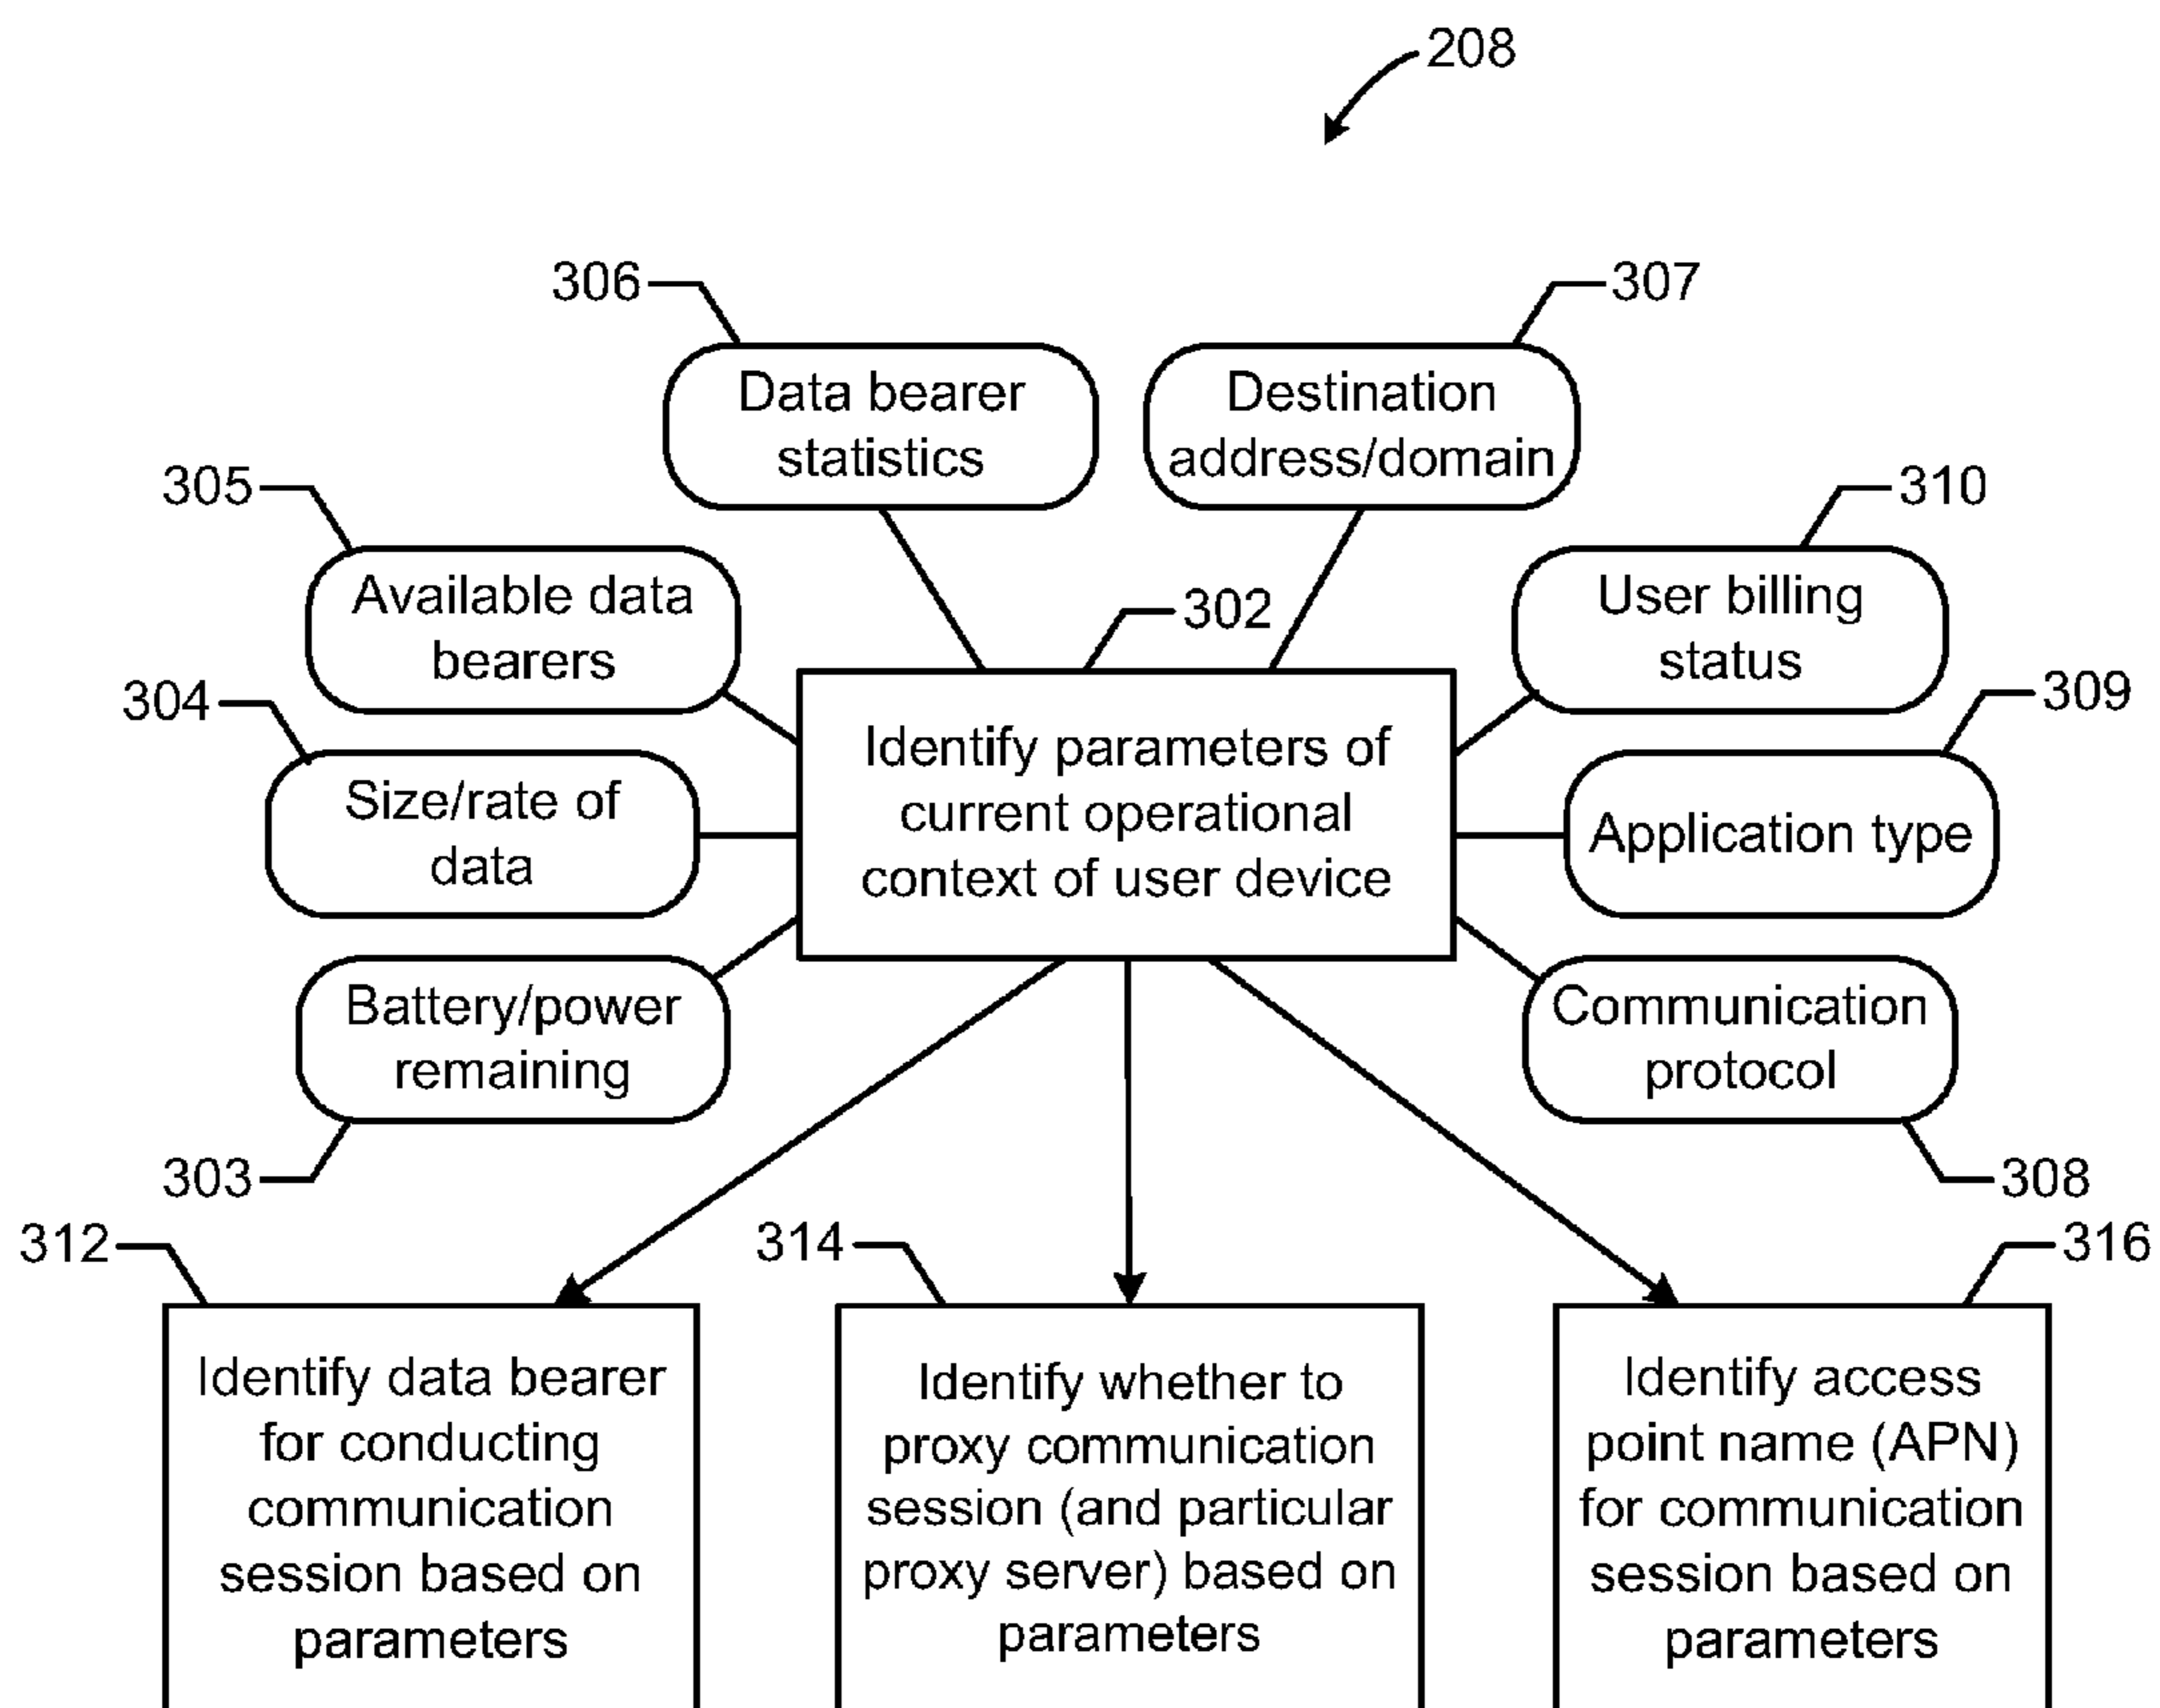 208
306
307
Data bearer
statistics
Destination
address/domain
305
310
Available data
bearers
User billing
status
302
304
309
Size/rate of
data
Identify parameters of
current operational
context of user device
Application type
Battery/power
remaining
Communication
protocol
303
308
312
314
316
Identify data bearer
for conducting
communication
session based on
parameters
Identify whether to
proxy communication
session (and particular
proxy server) based on
parameters
Identify access
point name (APN)
for communication
session based on
parameters